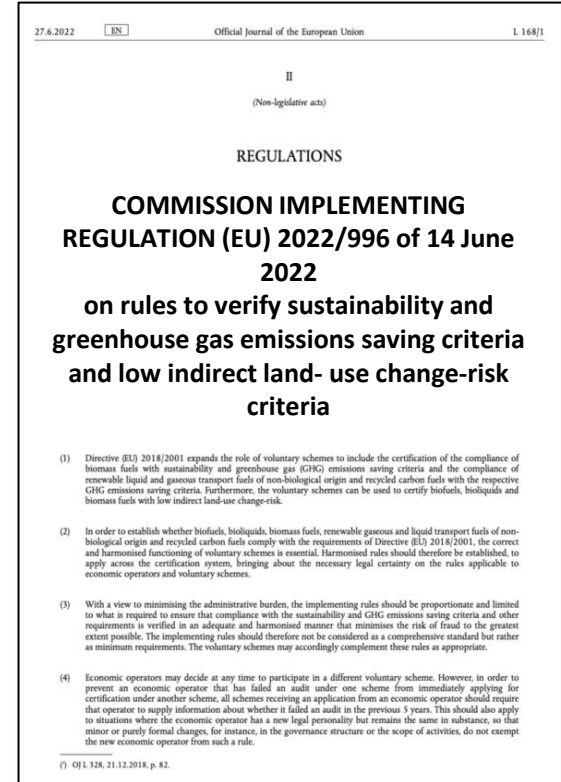 27.6.2022 EN Official Journal of the European Union L 168/1
II
(Non-legislative acts)
REGULATIONS
COMMISSION IMPLEMENTING
REGULATION (EU) 2022/996 of 14 June
2022
on rules to verify sustainability and
greenhouse gas emissions saving criteria
and low indirect land- use change-risk
criteria
(1) Directive (EU) 2018/2001 expands the role of voluntary schemes to include the certification of the compliance of
biomass fuels with sustainability and greenhouse gas (GHG) emissions saving criteria and the compliance of
renewable liquid and gaseous transport fuels of non-biological origin and recycled carbon fuels with the respective
GHG emissions saving criteria. Furthermore, the voluntary schemes can be used to certify biofuels, bioliquids and
biomass fuels with low indirect land-use change-risk.
(2) In order to establish whether biofuels, bioliquids, biomass fuels, renewable gaseous and liquid transport fuels of non-
biological origin and recycled carbon fuels comply with the requirements of Directive (EU) 2018/2001, the correct
and harmonised functioning of voluntary schemes is essential. Harmonised rules should therefore be established, to
apply across the certification system, bringing about the necessary legal certainty on the rules applicable to
economic operators and voluntary schemes.
(3) With a view to minimising the administrative burden, the implementing rules should be proportionate and limited
to what is required to ensure that compliance with the sustainability and GHG emissions saving criteria and other
requirements is verified in an adequate and harmonised manner that minimises the risk of fraud to the greatest
extent possible. The implementing rules should therefore not be considered as a comprehensive standard but rather
as minimum requirements. The voluntary schemes may accordingly complement these rules as appropriate.
(4) Economic operators may decide at any time to participate in a different voluntary scheme. However, in order to
prevent an economic operator that has failed an audit under one scheme from immediately applying for
certification under another scheme, all schemes receiving an application from an economic operator should require
that operator to supply information about whether it failed an audit in the previous 5 years. This should also apply
to situations where the economic operator has a new legal personality but remains the same in substance, so that
minor or purely formal changes, for instance, in the governance structure or the scope of activities, do not exempt
the new economic operator from such a rule.
(¹) OJ L 328, 21.12.2018, p. 82.